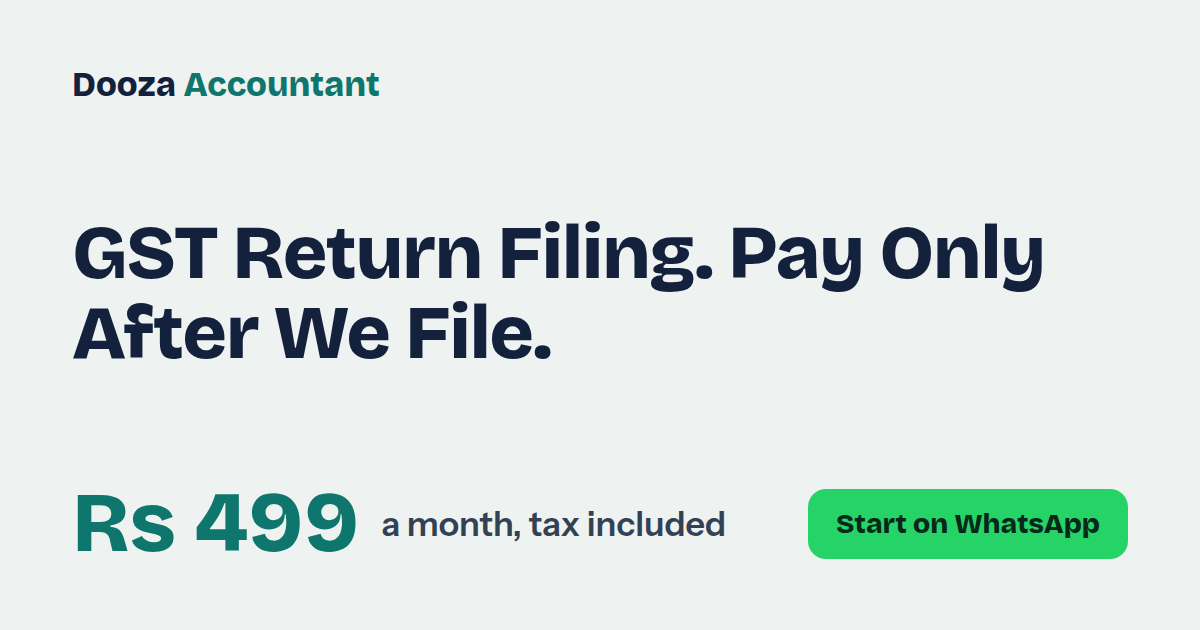 Dooza Accountant
GST Return Filing. Pay Only
After We File.
Rs 499 a month, tax included
Start on WhatsApp